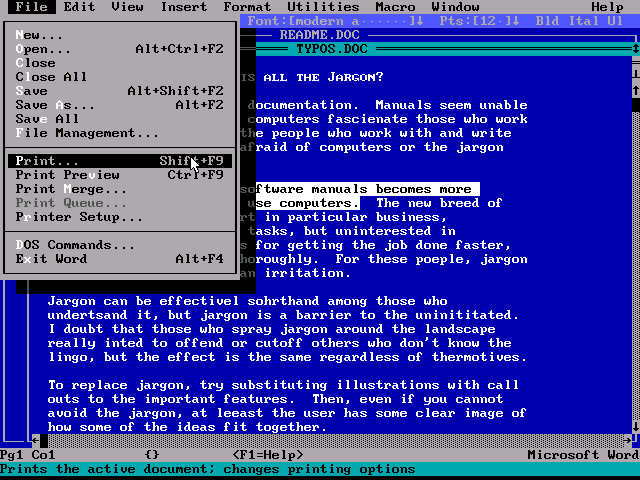 File Edit View Insert Format Utilities Macro Window Help
Font:[modern a······]↓ Pts:[12·]↓ Bld Ital Ul
README.DOC
TYPOS.DOC
New...
Open... Alt+Ctrl+F2
Close
Close All
Save Alt+Shift+F2
Save As... Alt+F2
Save All
File Management...
Print... Shift+F9
Print Preview Ctrl+F9
Print Merge...
Print Queue...
Printer Setup...
DOS Commands...
Exit Word Alt+F4
IS ALL THE JARGON?
documentation. Manuals seem unable
computers fascienate those who work
the people who work with and write
afraid of computers or the jargon
software manuals becomes more
use computers. The new breed of
rt in particular business,
tasks, but uninterested in
s for getting the job done faster,
horoughly. For these poeple, jargon
an irritation.
Jargon can be effectivel sohrthand among those who
undertsand it, but jargon is a barrier to the uninititated.
I doubt that those who spray jargon around the landscape
really inted to offend or cutoff others who don't know the
lingo, but the effect is the same regardless of thermotives.
To replace jargon, try substituting illustrations with call
outs to the important features. Then, even if you cannot
avoid the jargon, at leeast the user has some clear image of
how some of the ideas fit together.
Pg1 Co1 {} <F1=Help> Microsoft Word
Prints the active document; changes printing options